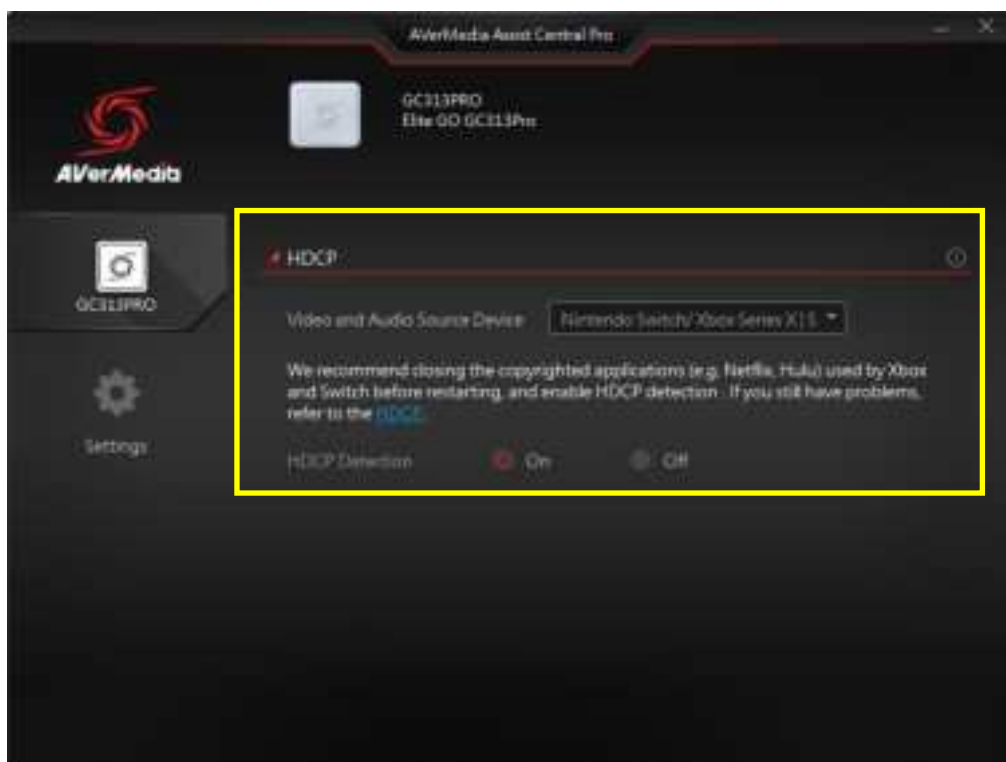 AVerMedia Assist Central Pro
GC313PRO
Elite GO GC313Pro
AVerMedia
GC313PRO
Settings
HDCP
Video and Audio Source Device
Nintendo Switch/ Xbox Series X|S
We recommend closing the copyrighted applications (e.g. Netflix, Hulu) used by Xbox
and Switch before restarting, and enable HDCP detection. If you still have problems,
refer to the HDCP.
HDCP Detection On Off